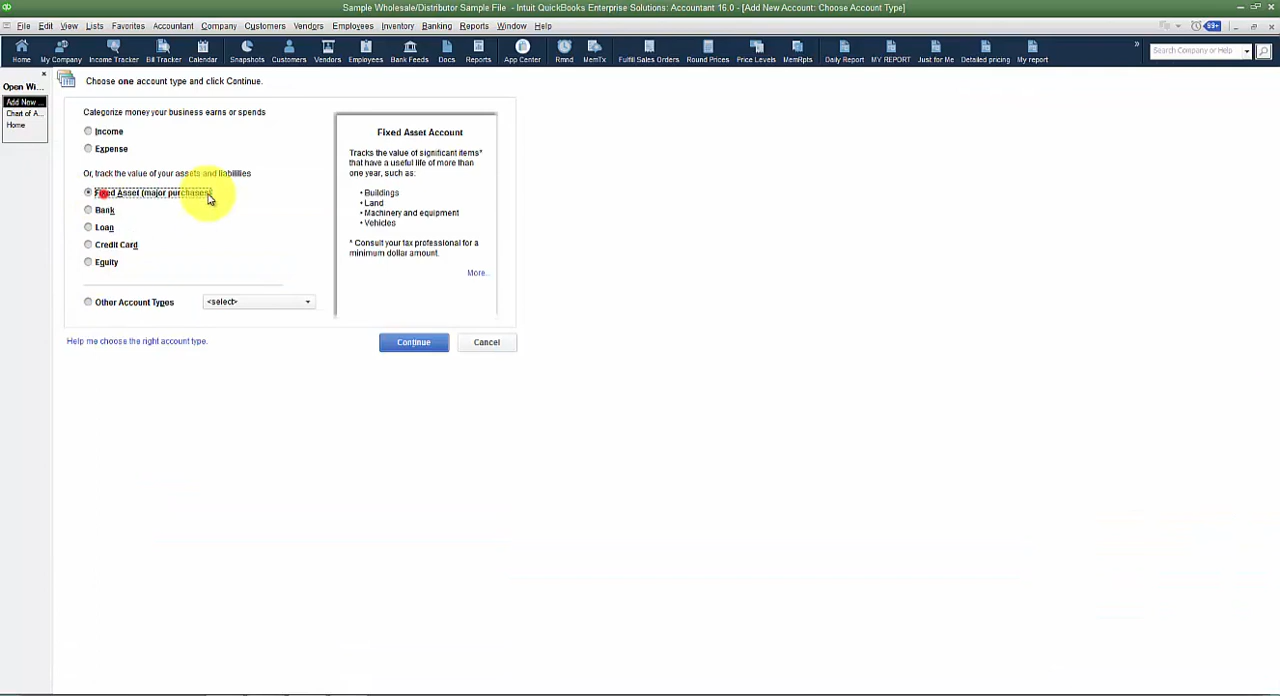 Sample Wholesale/Distributor Sample File - Intuit QuickBooks Enterprise Solutions: Accountant 16.0 - [Add New Account: Choose Account Type]
File Edit View Lists Favorites Accountant Company Customers Vendors Employees Banking Reports Window Help Inventory
Home My Company Income Tracker Bill Tracker Calendar Snapshots Customers Vendors Employees Bank Feeds Docs Reports App Center Rmnd MemTx Fulfill Sales Orders Round Prices Price Levels MemRpts Daily Report MY REPORT Just for Me Detailed pricing My report
Search Company or Help
99+
Open Wi...
Add New ...
Chart of A...
Home
Choose one account type and click Continue.
Categorize money your business earns or spends
Income
Expense
Or, track the value of your assets and liabilities
Fixed Asset (major purchases)
Bank
Loan
Credit Card
Equity
Other Account Types <select>
Fixed Asset Account
Tracks the value of significant items*
that have a useful life of more than
one year, such as:
• Buildings
• Land
• Machinery and equipment
• Vehicles
* Consult your tax professional for a
minimum dollar amount.
More...
Help me choose the right account type.
Continue Cancel